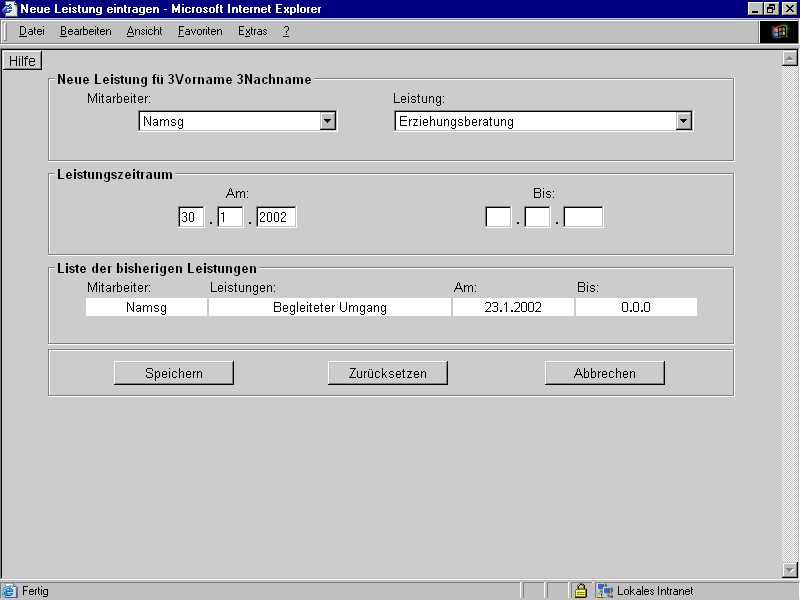 Neue Leistung eintragen - Microsoft Internet Explorer
Datei Bearbeiten Ansicht Favoriten Extras ?
Hilfe
Neue Leistung fü 3Vorname 3Nachname
Mitarbeiter: Leistung:
Namsg Erziehungsberatung
Leistungszeitraum
Am: Bis:
30 . 1 . 2002 . .
Liste der bisherigen Leistungen
Mitarbeiter: Leistungen: Am: Bis:
Namsg Begleiteter Umgang 23.1.2002 0.0.0
Speichern Zurücksetzen Abbrechen
Fertig Lokales Intranet